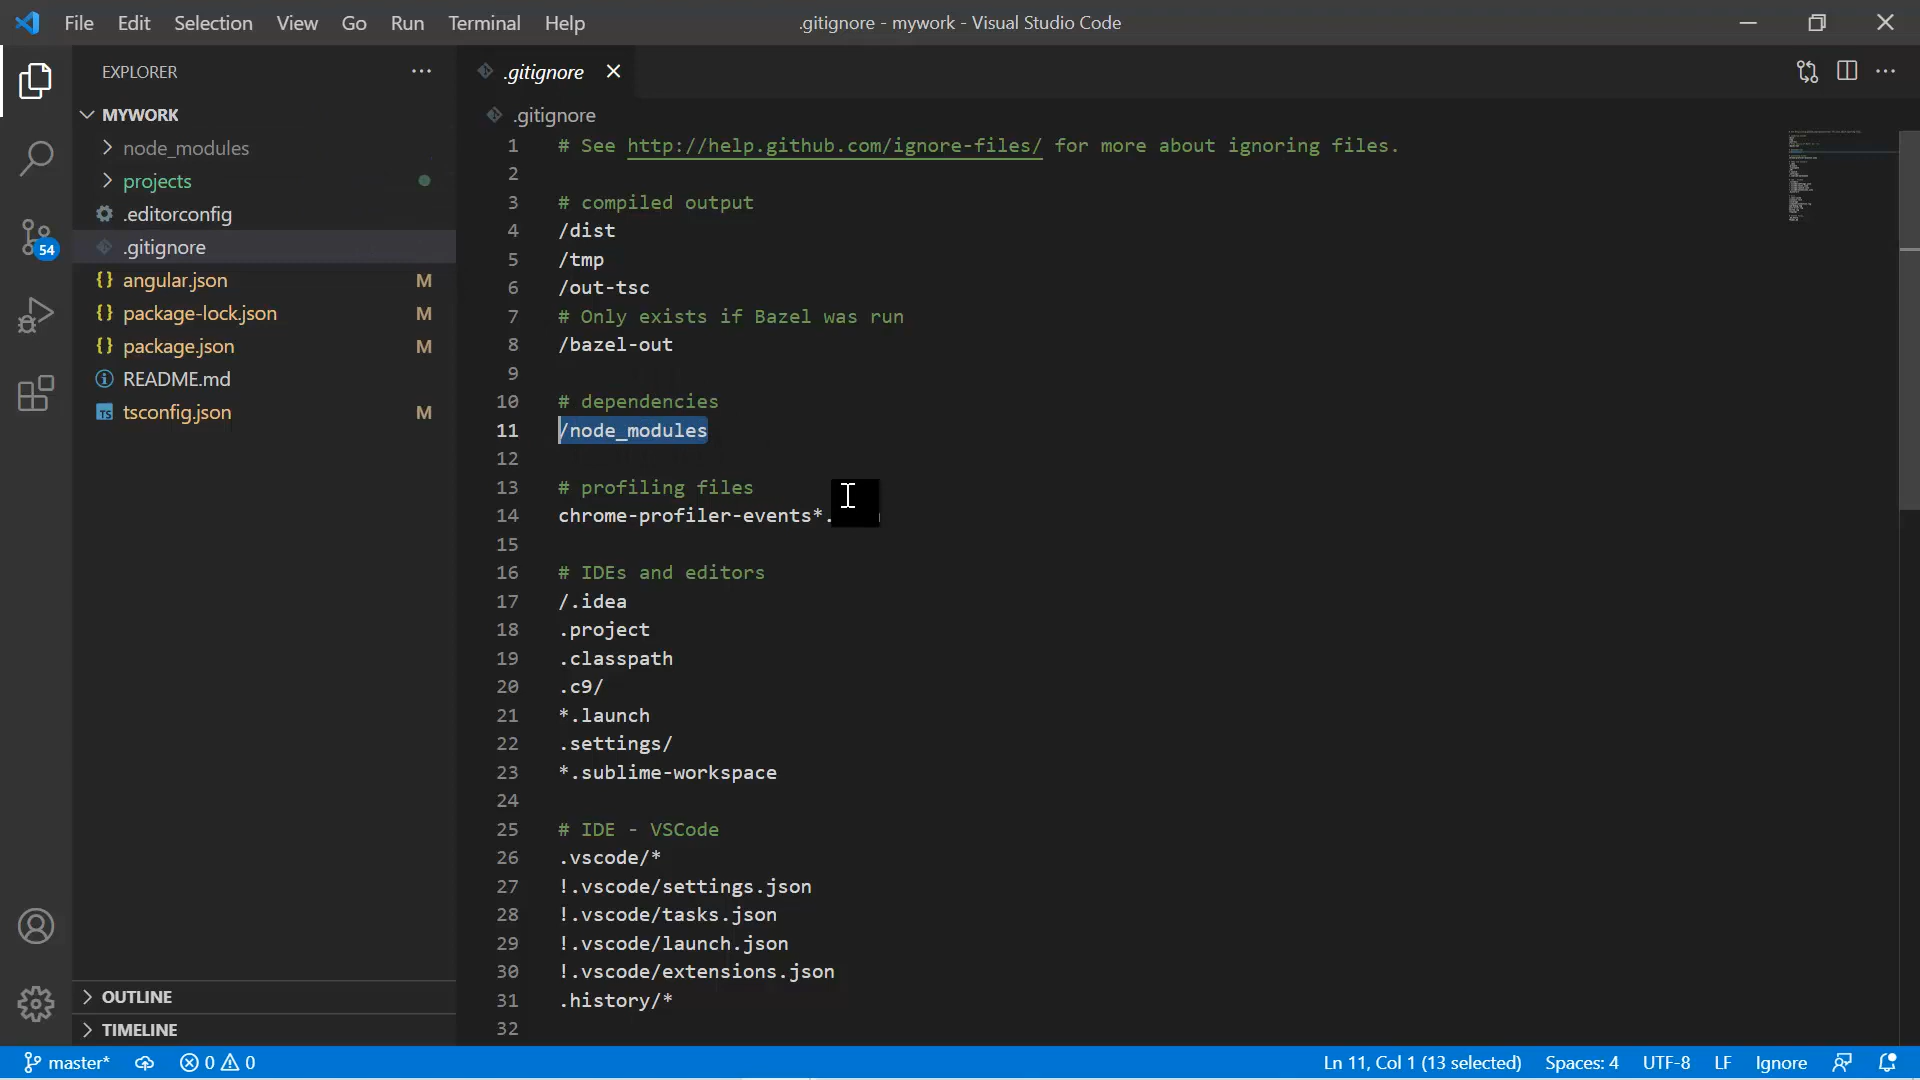 File Edit Selection View Go Run Terminal Help
.gitignore - mywork - Visual Studio Code
EXPLORER
MYWORK
node_modules
projects
.editorconfig
.gitignore
angular.json M
package-lock.json M
package.json M
README.md
tsconfig.json M
54
OUTLINE
TIMELINE
.gitignore
.gitignore
1 # See http://help.github.com/ignore-files/ for more about ignoring files.
2
3 # compiled output
4 /dist
5 /tmp
6 /out-tsc
7 # Only exists if Bazel was run
8 /bazel-out
9
10 # dependencies
11 /node_modules
12
13 # profiling files
14 chrome-profiler-events*.
15
16 # IDEs and editors
17 /.idea
18 .project
19 .classpath
20 .c9/
21 *.launch
22 .settings/
23 *.sublime-workspace
24
25 # IDE - VSCode
26 .vscode/*
27 !.vscode/settings.json
28 !.vscode/tasks.json
29 !.vscode/launch.json
30 !.vscode/extensions.json
31 .history/*
32
master* 0 0 Ln 11, Col 1 (13 selected) Spaces: 4 UTF-8 LF Ignore